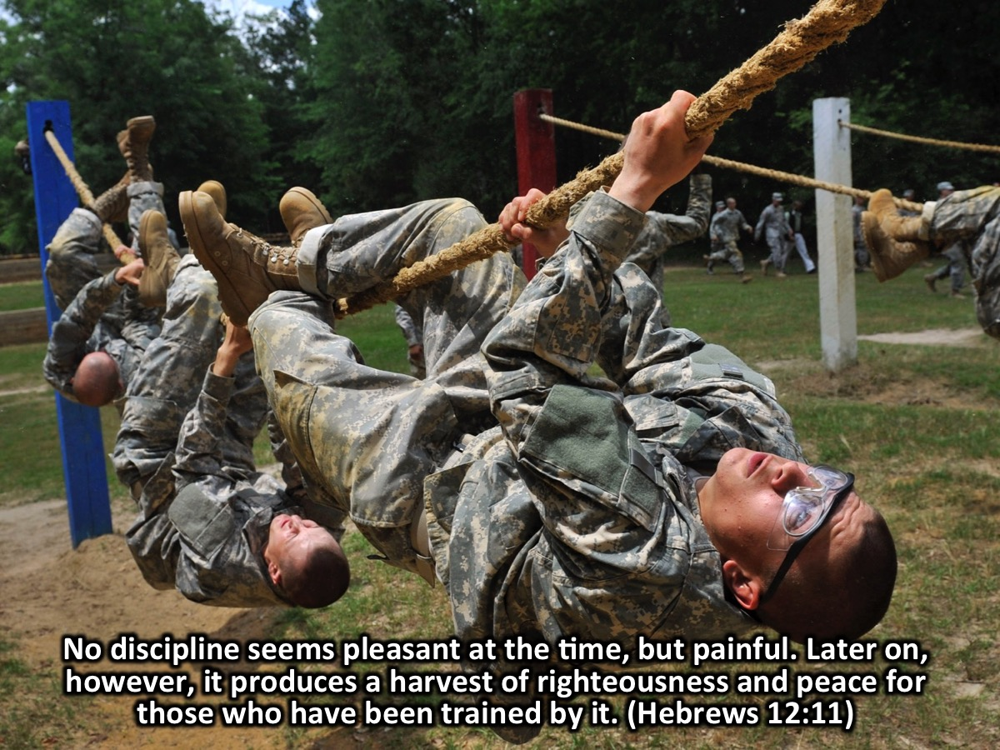 No discipline seems pleasant at the time, but painful. Later on,
however, it produces a harvest of righteousness and peace for
those who have been trained by it. (Hebrews 12:11)